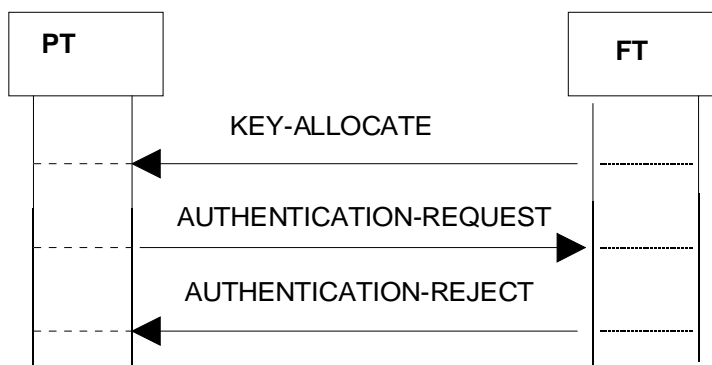 PT
FT
KEY-ALLOCATE
AUTHENTICATION-REQUEST
AUTHENTICATION-REJECT